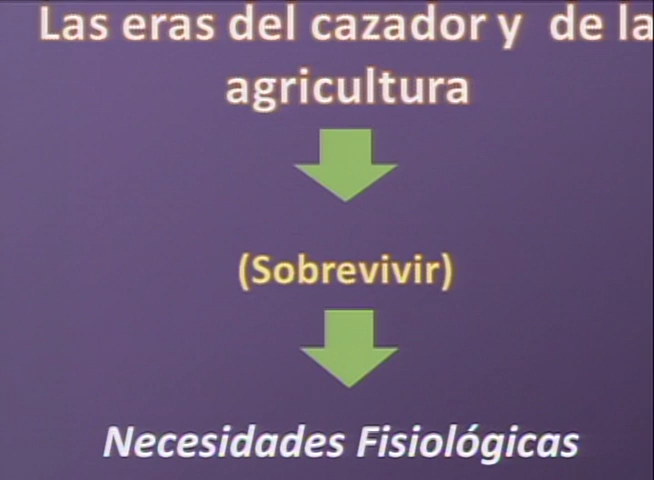 Las eras del cazador y de la
agricultura
(Sobrevivir)
Necesidades Fisiológicas